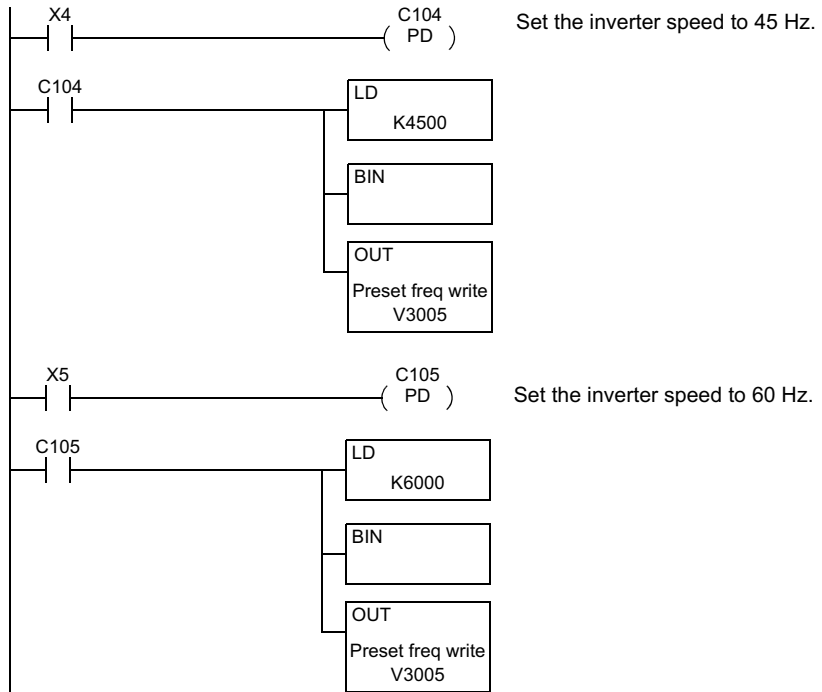 X4
C104
( PD )
Set the inverter speed to 45 Hz.
C104
LD
K4500
BIN
OUT
Preset freq write
V3005
X5
C105
( PD )
Set the inverter speed to 60 Hz.
C105
LD
K6000
BIN
OUT
Preset freq write
V3005